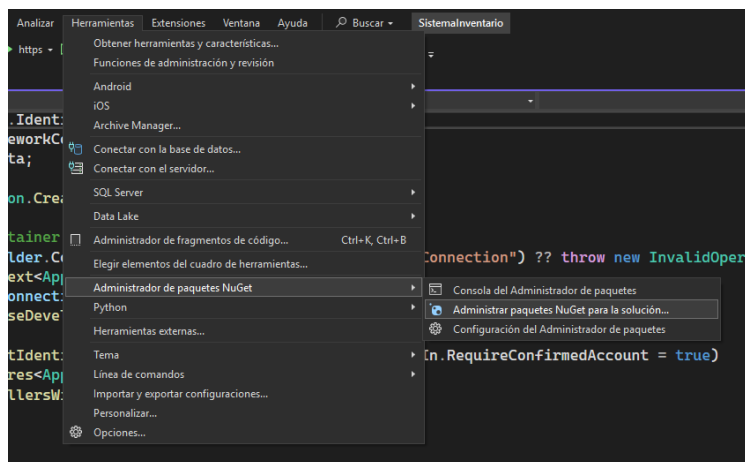 Analizar Herramientas Extensiones Ventana Ayuda Buscar SistemaInventario
https
Obtener herramientas y características...
Funciones de administración y revisión
Android
iOS
Archive Manager...
Conectar con la base de datos...
Conectar con el servidor...
SQL Server
Data Lake
Administrador de fragmentos de código... Ctrl+K, Ctrl+B
Elegir elementos del cuadro de herramientas...
Administrador de paquetes NuGet
Python
Herramientas externas...
Tema
Línea de comandos
Importar y exportar configuraciones...
Personalizar...
Opciones...
Consola del Administrador de paquetes
Administrar paquetes NuGet para la solución...
Configuración del Administrador de paquetes
.Ident
eworkCo
ta;
on.Crea
tainer
lder.Co Connection") ?? throw new InvalidOper
ext<App
onnect
seDeve
tIdent In.RequireConfirmedAccount = true)
res<App
llersW